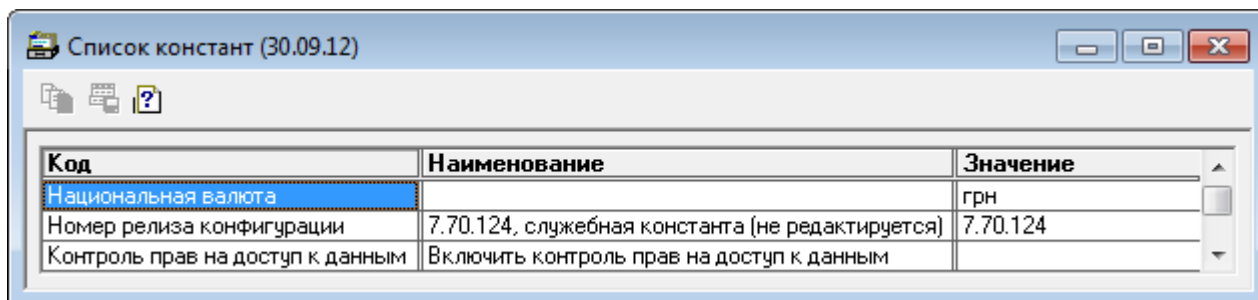 Список констант (30.09.12)
Код Наименование Значение
Национальная валюта грн
Номер релиза конфигурации 7.70.124, служебная константа (не редактируется) 7.70.124
Контроль прав на доступ к данным Включить контроль прав на доступ к данным